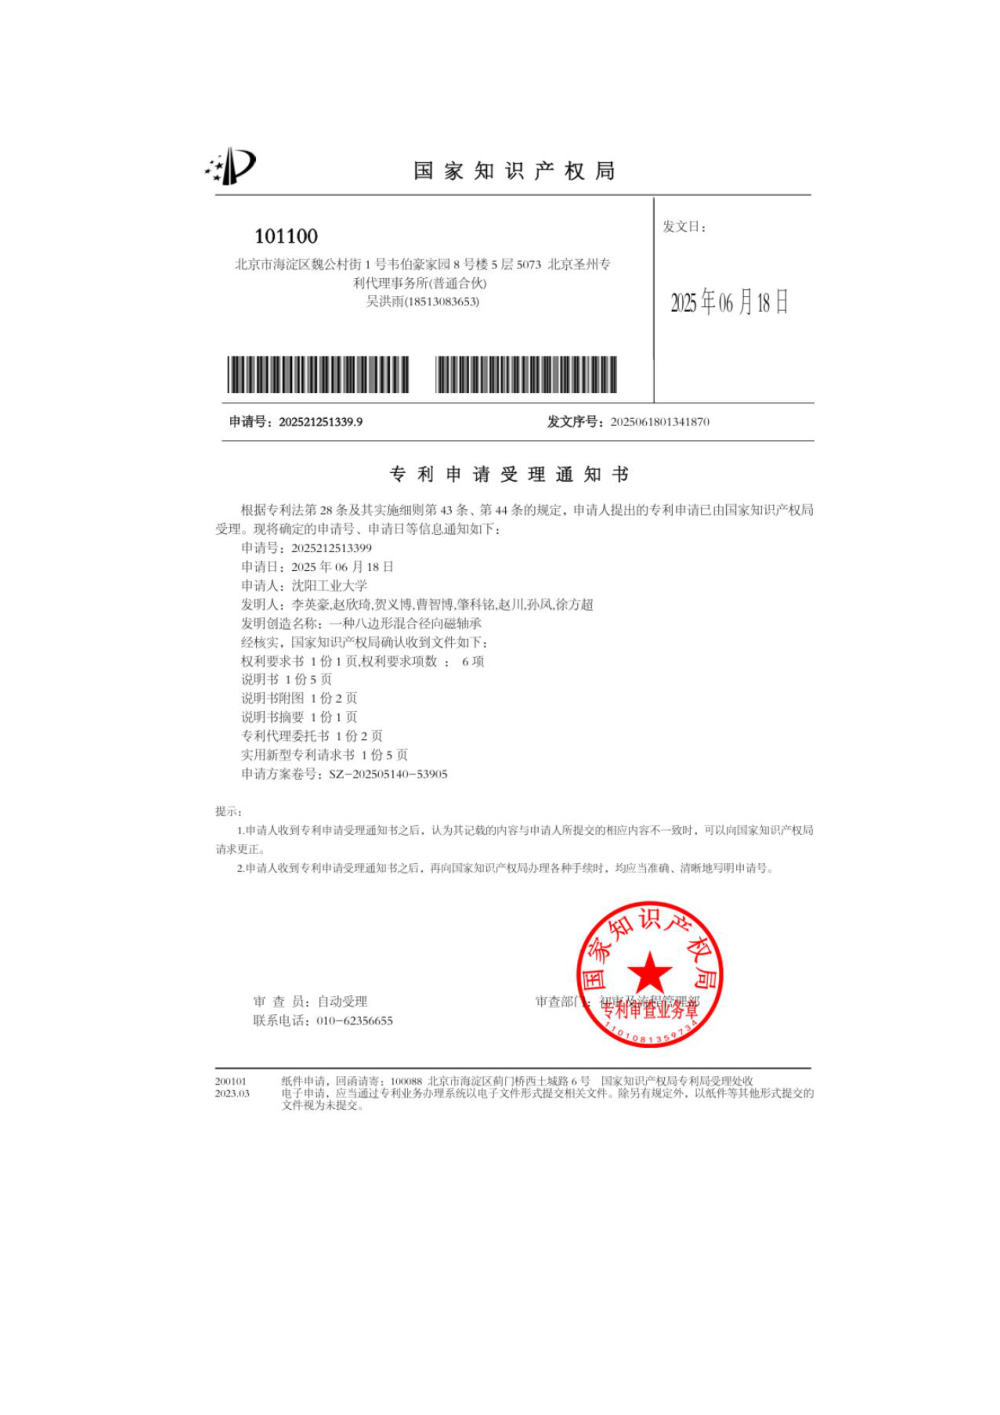 国家知识产权局
101100
北京市海淀区魏公村街 1 号韦伯豪家园 8 号楼 5 层 5073 北京圣州专
利代理事务所(普通合伙)
吴洪雨(18513083653)
发文日：
2025 年 06 月 18 日
申请号：202521251339.9
发文序号：2025061801341870
专利申请受理通知书
根据专利法第 28 条及其实施细则第 43 条、第 44 条的规定，申请人提出的专利申请已由国家知识产权局
受理。现将确定的申请号、申请日等信息通知如下：
申请号：2025212513399
申请日：2025 年 06 月 18 日
申请人：沈阳工业大学
发明人：李英豪,赵欣琦,贺义博,曹智博,肇科铭,赵川,孙凤,徐方超
发明创造名称：一种八边形混合径向磁轴承
经核实，国家知识产权局确认收到文件如下：
权利要求书 1 份 1 页,权利要求项数 ： 6 项
说明书 1 份 5 页
说明书附图 1 份 2 页
说明书摘要 1 份 1 页
专利代理委托书 1 份 2 页
实用新型专利请求书 1 份 5 页
申请方案卷号：SZ-202505140-53905
提示：
1.申请人收到专利申请受理通知书之后，认为其记载的内容与申请人所提交的相应内容不一致时，可以向国家知识产权局
请求更正。
2.申请人收到专利申请受理通知书之后，再向国家知识产权局办理各种手续时，均应当准确、清晰地写明申请号。
国家知识产权局
审 查 员：自动受理
审查部门：初审及流程管理部
专利审查业务章
联系电话：010-62356655
1101081359734
200101
2023.03
纸件申请，回函请寄：100088 北京市海淀区蓟门桥西土城路 6 号 国家知识产权局专利局受理处收
电子申请，应当通过专利业务办理系统以电子文件形式提交相关文件。除另有规定外，以纸件等其他形式提交的
文件视为未提交。